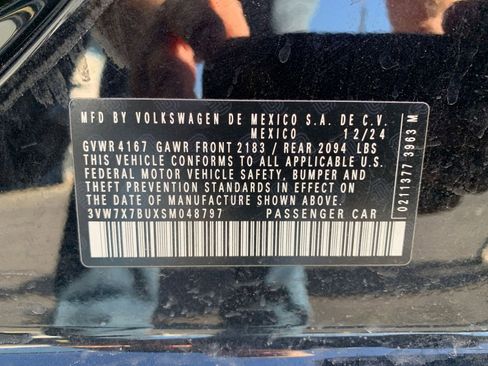 MFD BY VOLKSWAGEN DE MEXICO S.A. DE C.V.
MEXICO 12/24
GVWR 4167 GAWR FRONT 2183 / REAR 2094 LBS
THIS VEHICLE CONFORMS TO ALL APPLICABLE
FEDERAL MOTOR VEHICLE SAFETY, BUMPER AND
THEFT PREVENTION STANDARDS IN EFFECT ON
THE DATE OF MANUFACTURE SHOWN ABOVE.
3VW7X7BUXSM048797 PASSENGER CAR
0211377 3963 M